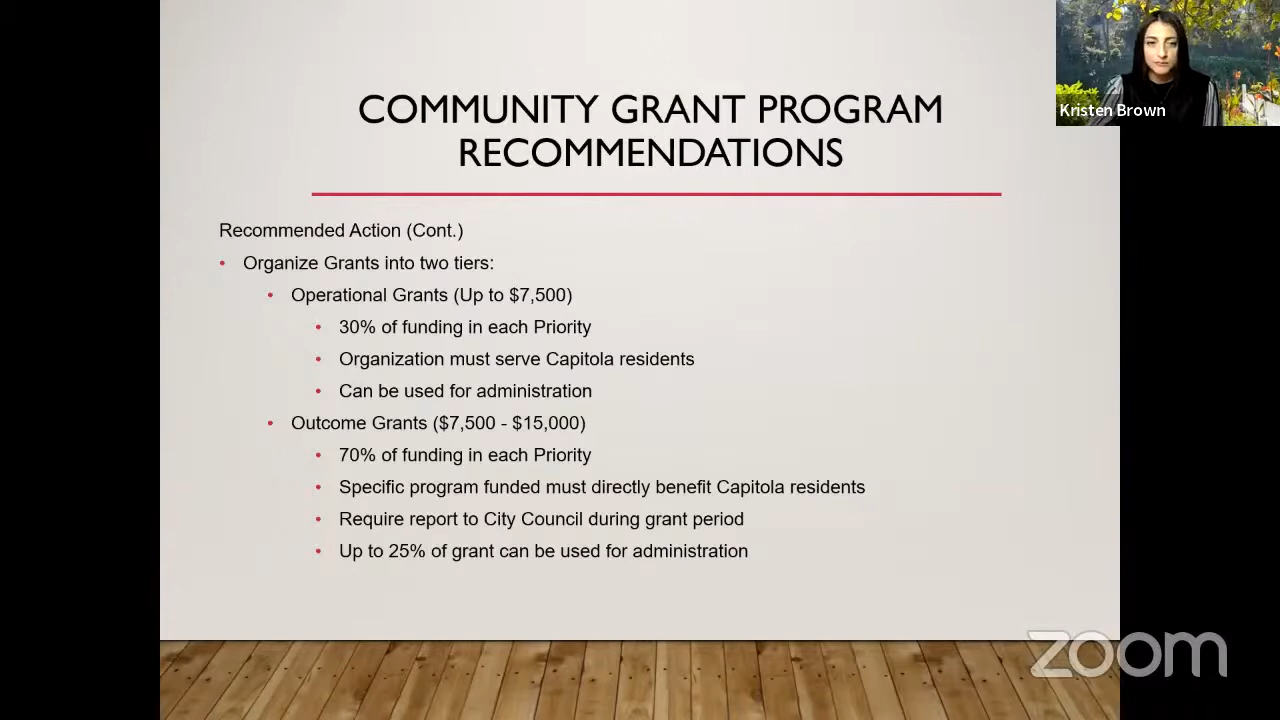 COMMUNITY GRANT PROGRAM
RECOMMENDATIONS
Kristen Brown
Recommended Action (Cont.)
• Organize Grants into two tiers:
• Operational Grants (Up to $7,500)
• 30% of funding in each Priority
• Organization must serve Capitola residents
• Can be used for administration
• Outcome Grants ($7,500 - $15,000)
• 70% of funding in each Priority
• Specific program funded must directly benefit Capitola residents
• Require report to City Council during grant period
• Up to 25% of grant can be used for administration
zoom